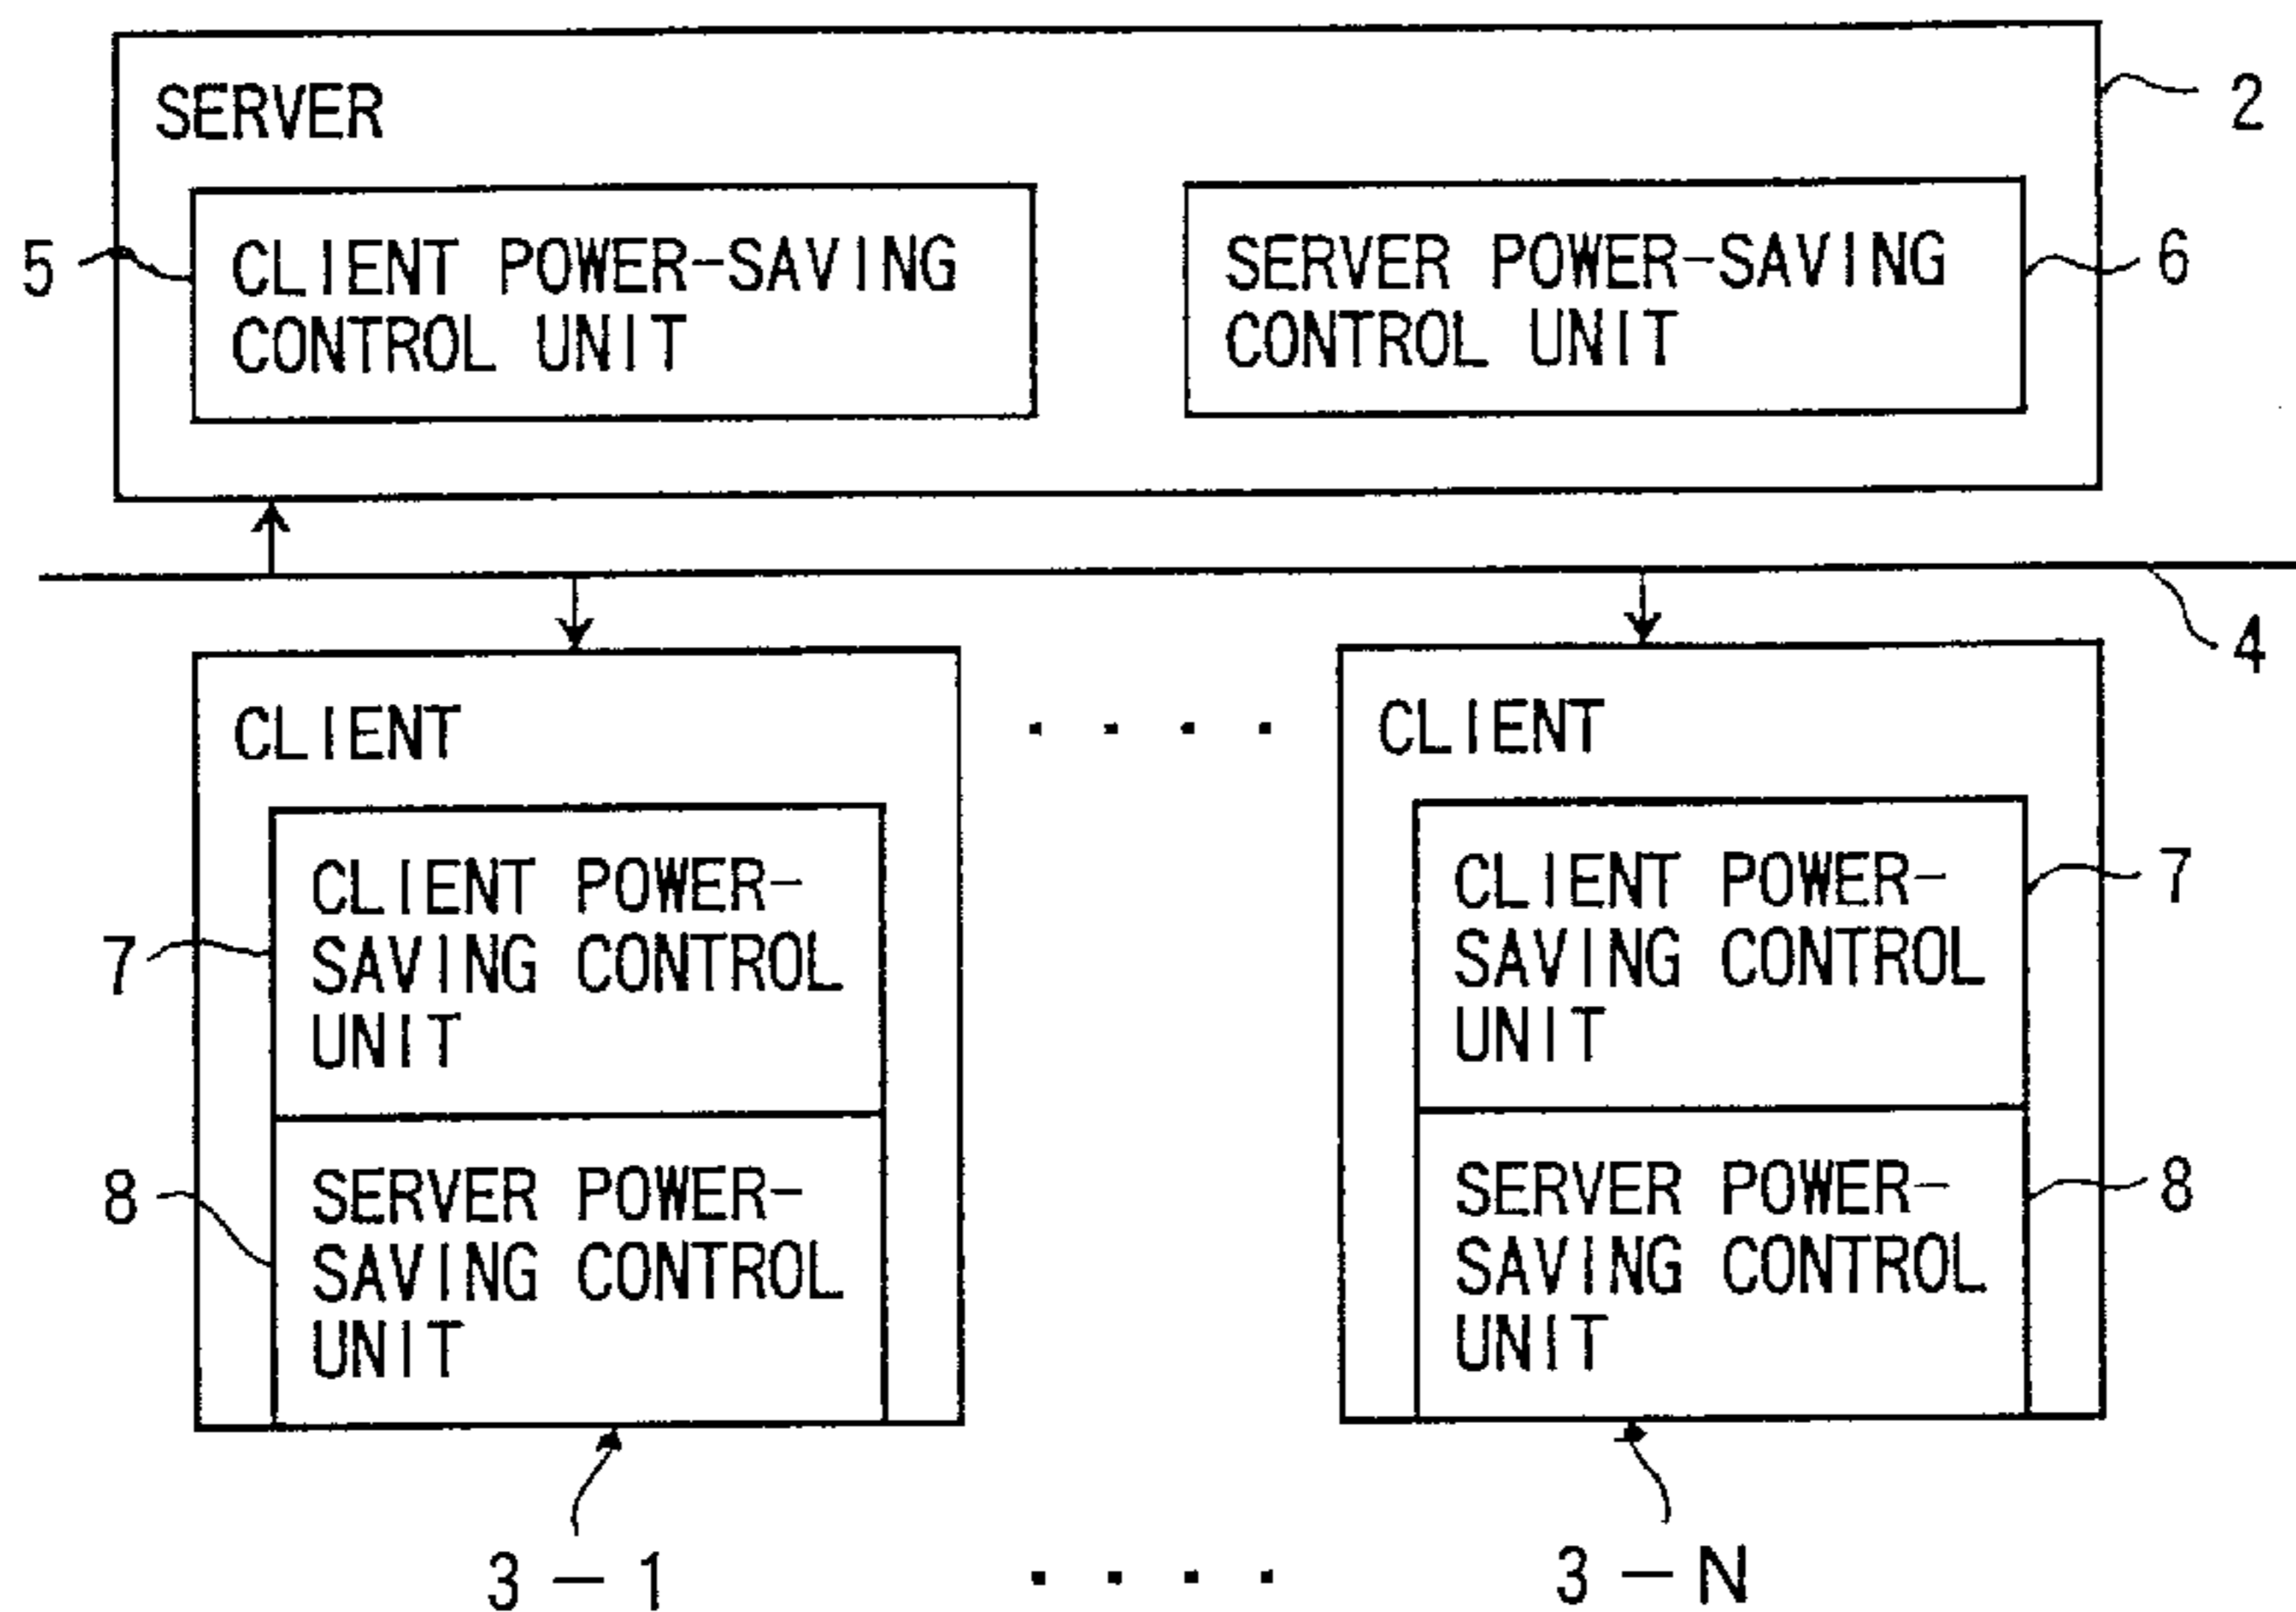 SERVER
2
5
CLIENT POWER-SAVING
CONTROL UNIT
SERVER POWER-SAVING
CONTROL UNIT
6
4
CLIENT
. . . .
CLIENT
7
CLIENT POWER-
SAVING CONTROL
UNIT
CLIENT POWER-
SAVING CONTROL
UNIT
7
8
SERVER POWER-
SAVING CONTROL
UNIT
SERVER POWER-
SAVING CONTROL
UNIT
8
3-1
. . . .
3-N